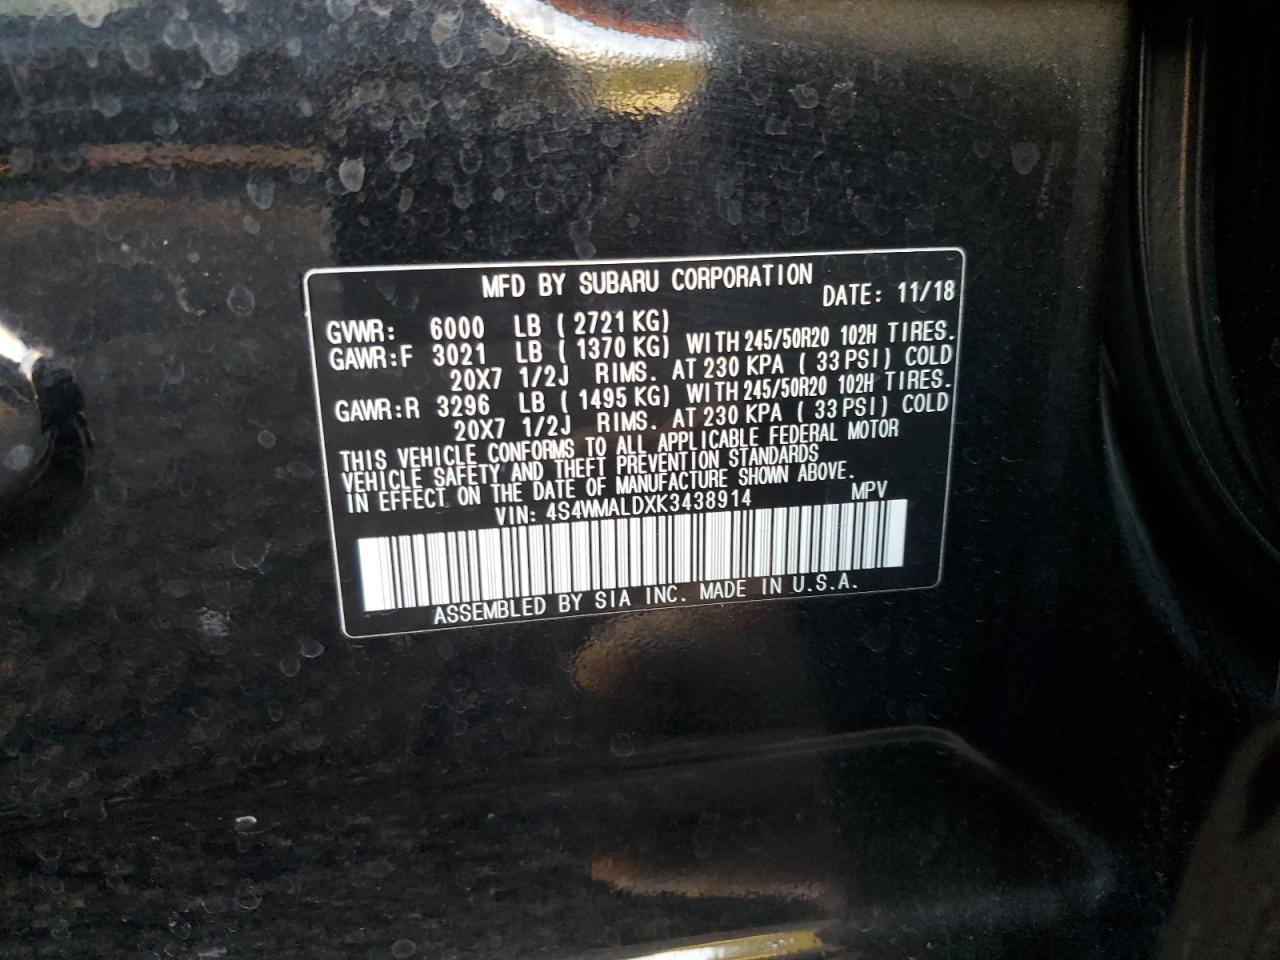 MFD BY SUBARU CORPORATION
DATE: 11/18
GVWR: 6000 LB ( 2721 KG)
GAWR:F 3021 LB ( 1370 KG) WITH 245/50R20 102H TIRES.
20X7 1/2J RIMS. AT 230 KPA ( 33 PSI) COLD
GAWR:R 3296 LB ( 1495 KG) WITH 245/50R20 102H TIRES.
20X7 1/2J RIMS. AT 230 KPA ( 33 PSI) COLD
THIS VEHICLE CONFORMS TO ALL APPLICABLE FEDERAL MOTOR
VEHICLE SAFETY AND THEFT PREVENTION STANDARDS
IN EFFECT ON THE DATE OF MANUFACTURE SHOWN ABOVE.
VIN: 4S4WMALDXK3438914 MPV
ASSEMBLED BY SIA INC. MADE IN U.S.A.